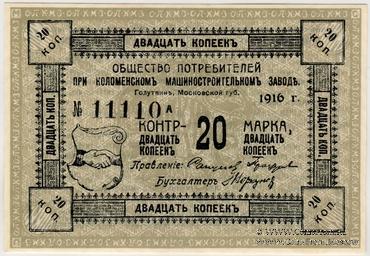 20 КОП. ДВАДЦАТЬ КОПЕЕКЪ 20 КОП.
ОБЩЕСТВО ПОТРЕБИТЕЛЕЙ
ПРИ КОЛОМЕНСКОМЪ МАШИНОСТРОИТЕЛЬНОМЪ ЗАВОДѢ.
Голутвинъ, Московской губ.
№ 11110 А 1916 г.
ДВАДЦАТЬ КОП.
КОНТР- 20 МАРКА,
ДВАДЦАТЬ КОПЕЕКЪ ДВАДЦАТЬ КОПЕЕКЪ
ДВАДЦАТЬ КОП.
Правленіе:
Бухгалтеръ
20 КОП. ДВАДЦАТЬ КОПЕЕКЪ 20 КОП.